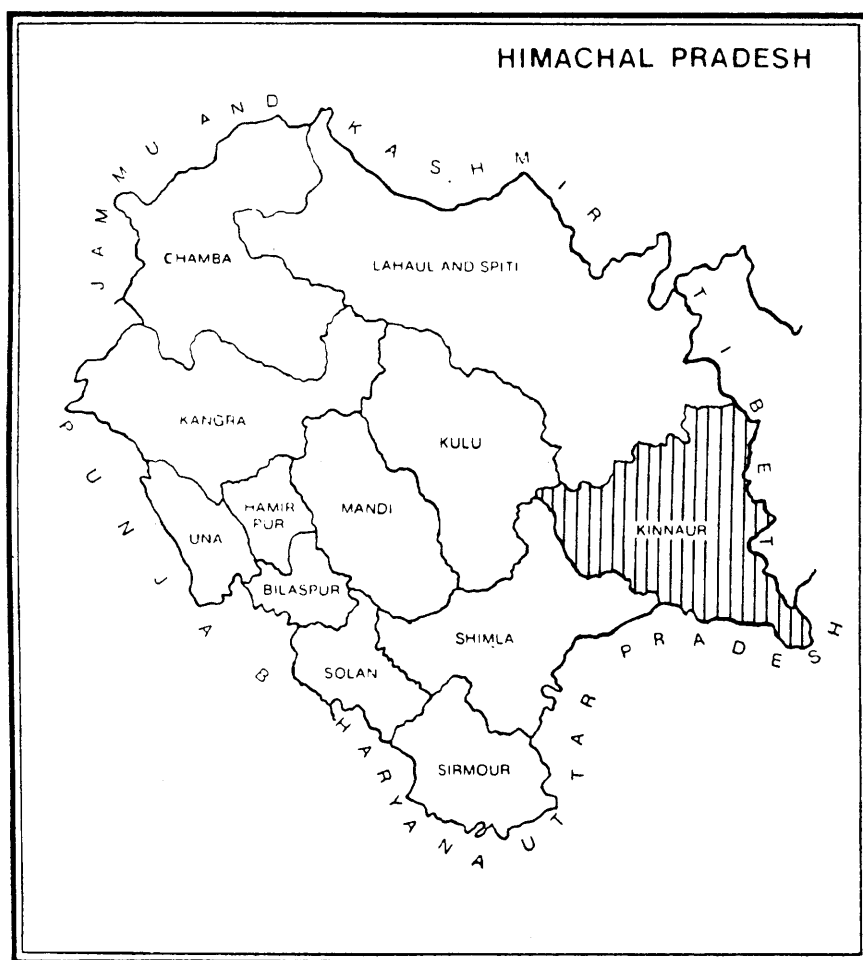 HIMACHAL PRADESH
JAMMU AND KASHMIR
TIBET
CHAMBA
LAHAUL AND SPITI
KANGRA
KULU
PUNJAB
HAMIR
PUR
MANDI
UNA
KINNAUR
BILASPUR
SHIMLA
SOLAN
SIRMOUR
HARYANA
UTTAR PRADESH